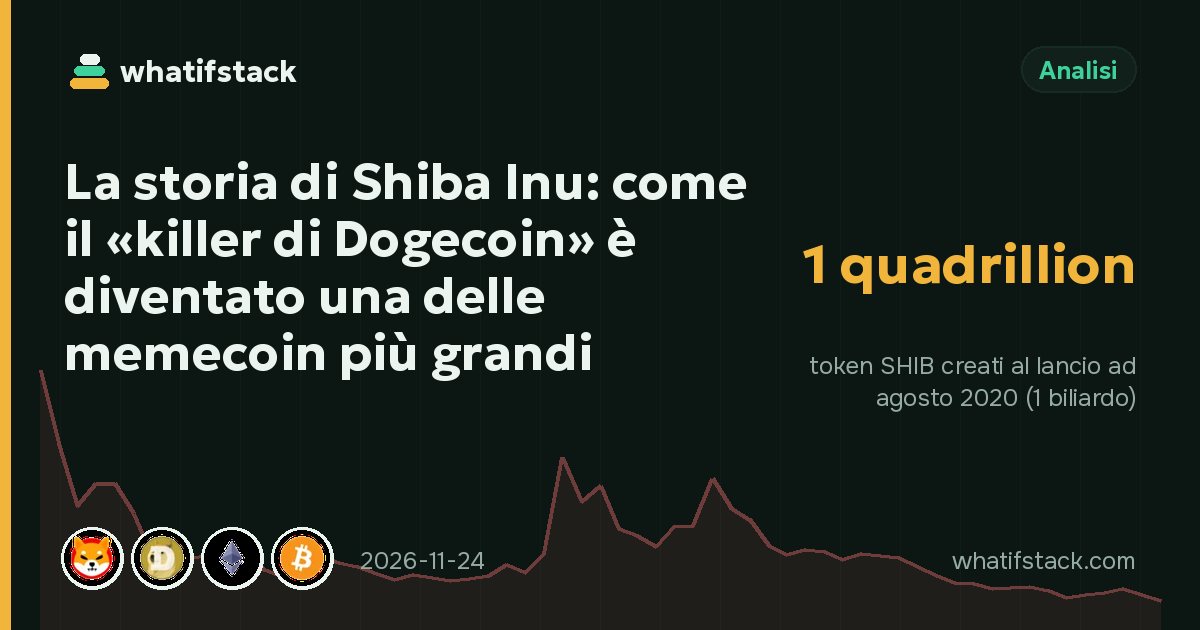 whatifstack
Analisi
La storia di Shiba Inu: come
il «killer di Dogecoin» è
diventato una delle
memecoin più grandi
1 quadrillion
token SHIB creati al lancio ad
agosto 2020 (1 biliardo)
2026-11-24
whatifstack.com